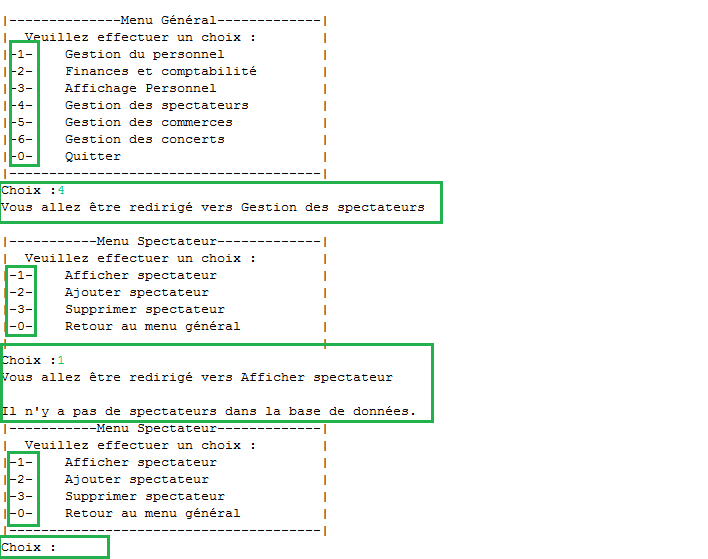 |--------------Menu Général-------------|
|  Veuillez effectuer un choix :        |
|-1-    Gestion du personnel            |
|-2-    Finances et comptabilité        |
|-3-    Affichage Personnel             |
|-4-    Gestion des spectateurs         |
|-5-    Gestion des commerces           |
|-6-    Gestion des concerts            |
|-0-    Quitter                         |
|---------------------------------------|
Choix :4
Vous allez être redirigé vers Gestion des spectateurs
|-----------Menu Spectateur-------------|
|  Veuillez effectuer un choix :        |
|-1-    Afficher spectateur             |
|-2-    Ajouter spectateur              |
|-3-    Supprimer spectateur            |
|-0-    Retour au menu général          |
Choix :1
Vous allez être redirigé vers Afficher spectateur
Il n'y a pas de spectateurs dans la base de données.
|-----------Menu Spectateur-------------|
|  Veuillez effectuer un choix :        |
|-1-    Afficher spectateur             |
|-2-    Ajouter spectateur              |
|-3-    Supprimer spectateur            |
|-0-    Retour au menu général          |
|---------------------------------------|
Choix :